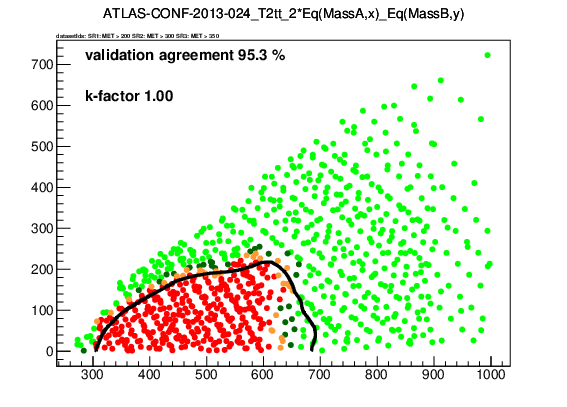 ATLAS-CONF-2013-024_T2tt_2*Eq(MassA,x)_Eq(MassB,y)
datasetIds: SR1: MET > 200 SR2: MET > 300 SR3: MET > 350
validation agreement 95.3 %
k-factor 1.00
700
600
500
400
300
200
100
0
300 400 500 600 700 800 900 1000